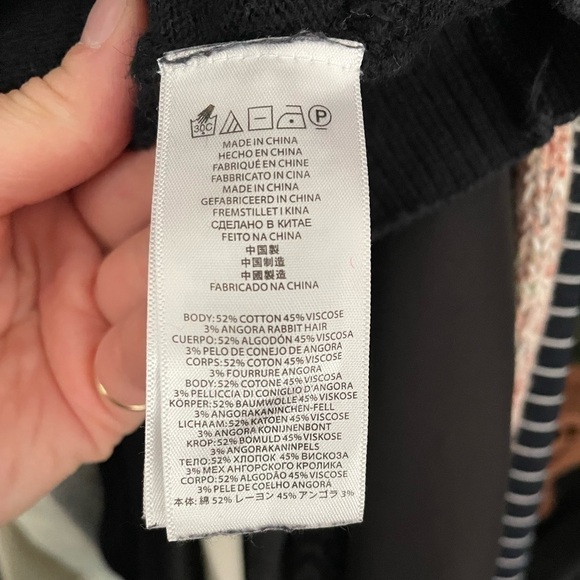 30C P
MADE IN CHINA
HECHO EN CHINA
FABRIQUÉ EN CHINE
FABBRICATO IN CINA
MADE IN CHINA
GEFABRICEERD IN CHINA
FREMSTILLET I KINA
СДЕЛАНО В КИТАЕ
FEITO NA CHINA
中国製
中国制造
中國製造
FABRICADO NA CHINA
BODY: 52% COTTON 45% VISCOSE
3% ANGORA RABBIT HAIR
CUERPO: 52% ALGODÓN 45% VISCOSA
3% PELO DE CONEJO DE ANGORA
CORPS: 52% COTON 45% VISCOSE
3% FOURRURE ANGORA
BODY: 52% COTONE 45% VISCOSA
3% PELLICCIA DI CONIGLIO D'ANGORA
KÖRPER: 52% BAUMWOLLE 45% VISKOSE
3% ANGORAKANINCHEN-FELL
LICHAAM: 52% KATOEN 45% VISCOSE
3% ANGORA KONIJNENBONT
KROP: 52% BOMULD 45% VISKOSE
3% ANGORAKANINPELS
ТЕЛО: 52% ХЛОПОК 45% ВИСКОЗА
3% МЕХ АНГОРСКОГО КРОЛИКА
CORPO: 52% ALGODÃO 45% VISCOSE
3% PELE DE COELHO ANGORA
本体: 綿 52% レーヨン 45% アンゴラ 3%